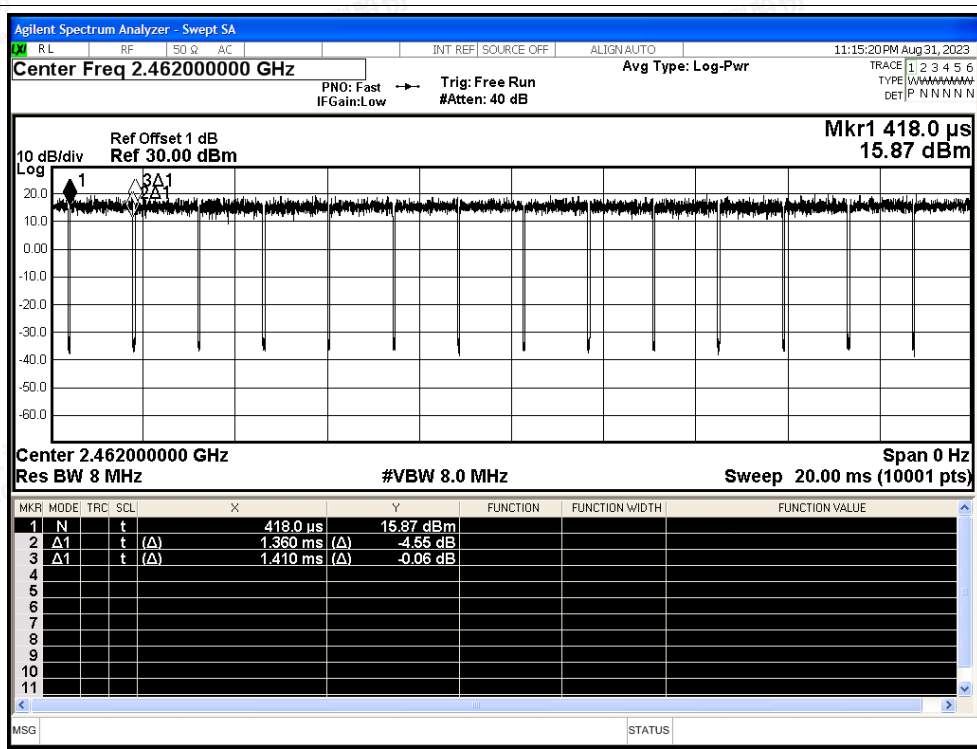 Agilent Spectrum Analyzer - Swept SA
LXI RL RF 50 Ω AC INT REF SOURCE OFF ALIGN AUTO 11:15:20 PM Aug 31, 2023
Center Freq 2.462000000 GHz Avg Type: Log-Pwr TRACE 1 2 3 4 5 6
PNO: Fast Trig: Free Run TYPE WWWWWW
IFGain:Low #Atten: 40 dB DET P N N N N N
Ref Offset 1 dB Mkr1 418.0 µs
10 dB/div Ref 30.00 dBm 15.87 dBm
Log
1 3Δ1
2Δ1
20.0
10.0
0.00
-10.0
-20.0
-30.0
-40.0
-50.0
-60.0
Center 2.462000000 GHz Span 0 Hz
Res BW 8 MHz #VBW 8.0 MHz Sweep 20.00 ms (10001 pts)
MKR MODE TRC SCL X Y FUNCTION FUNCTION WIDTH FUNCTION VALUE
1 N t 418.0 µs 15.87 dBm
2 Δ1 t (Δ) 1.360 ms (Δ) -4.55 dB
3 Δ1 t (Δ) 1.410 ms (Δ) -0.06 dB
4
5
6
7
8
9
10
11
MSG STATUS